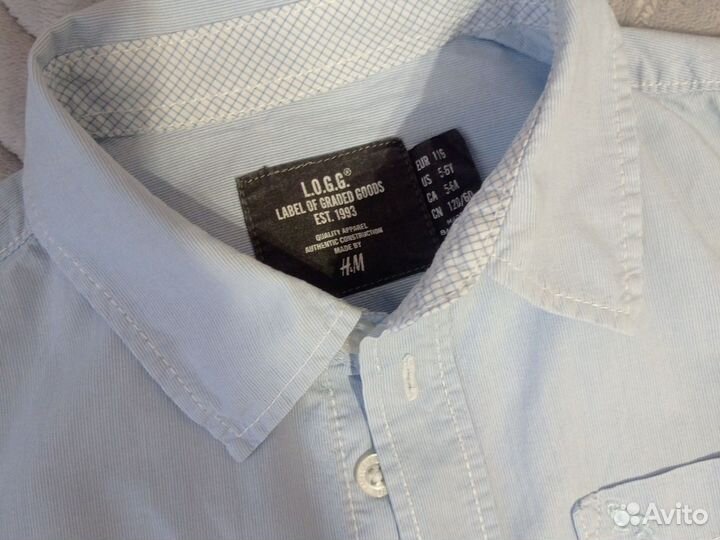 L.O.G.G.®
LABEL OF GRADED GOODS
EST. 1993
QUALITY APPAREL
AUTHENTIC CONSTRUCTION
MADE BY
H&M
EUR 116
US 5-6Y
CA 5-6A
CN 120/60
Avito